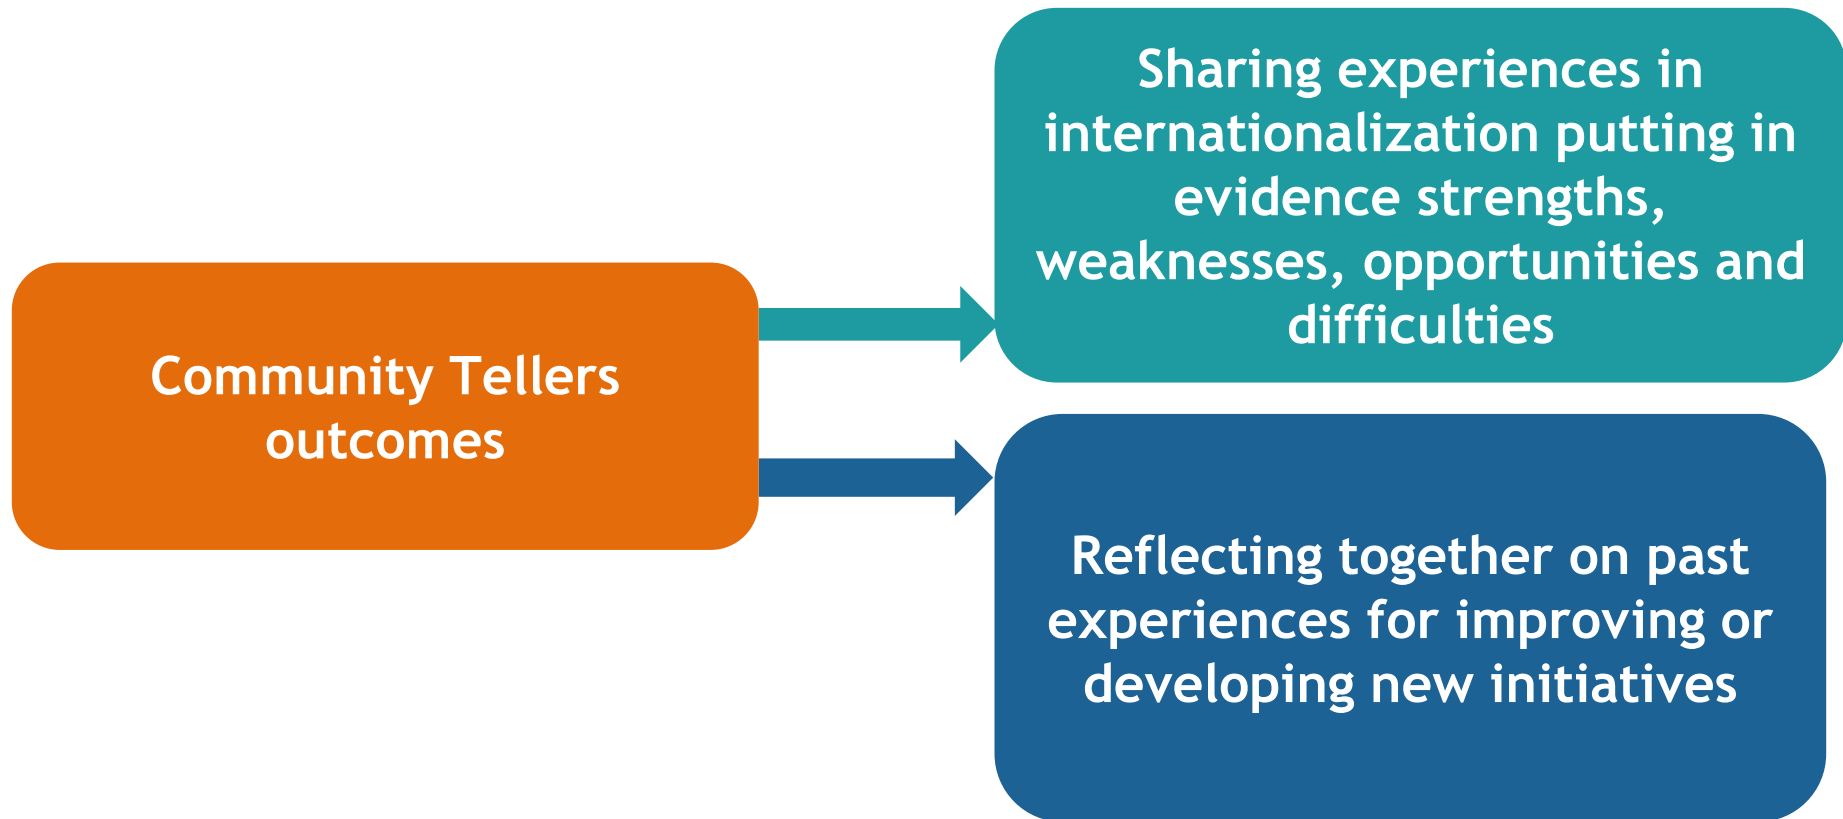 Sharing experiences in
internationalization putting in
evidence strengths,
weaknesses, opportunities and
difficulties
Community Tellers
outcomes
Reflecting together on past
experiences for improving or
developing new initiatives